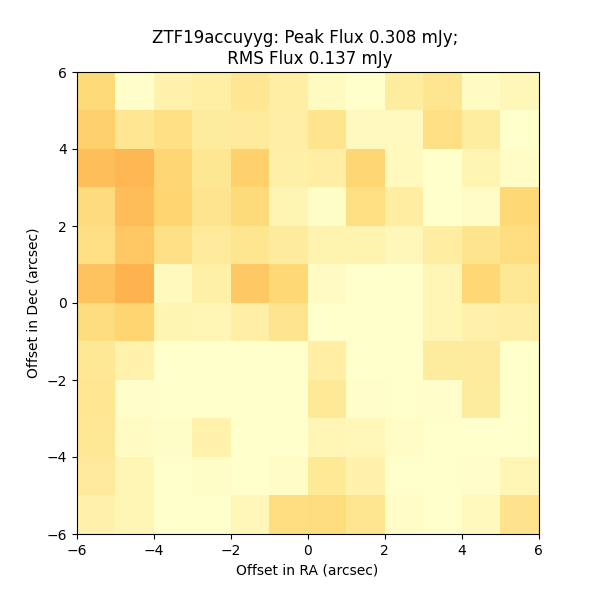 ZTF19accuyyg: Peak Flux 0.308 mJy;
RMS Flux 0.137 mJy
6
4
2
0
−2
−4
−6
Offset in Dec (arcsec)
−6 −4 −2 0 2 4 6
Offset in RA (arcsec)